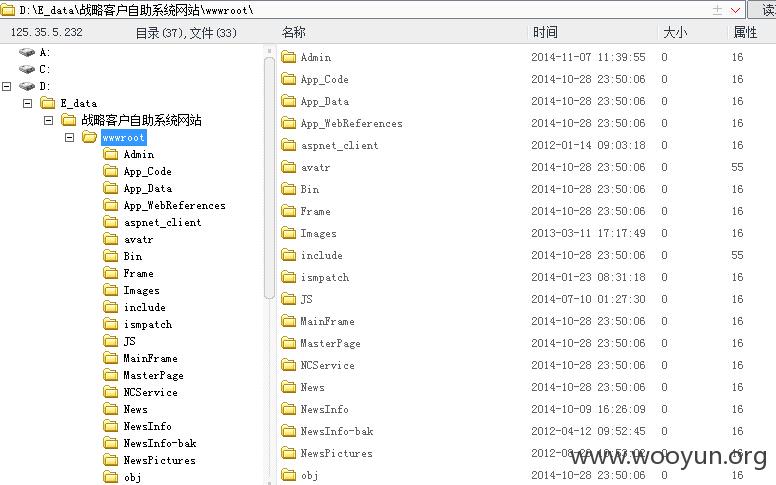 D:\E_data\战略客户自助系统网站\wwwroot\
125.35.5.232 目录(37),文件(33) 名称 时间 大小 属性
A:
C:
D:
E_data
战略客户自助系统网站
wwwroot
Admin
App_Code
App_Data
App_WebReferences
aspnet_client
avatr
Bin
Frame
Images
include
ismpatch
JS
MainFrame
MasterPage
NCService
News
NewsInfo
NewsInfo-bak
NewsPictures
obj
Admin 2014-11-07 11:39:55 0 16
App_Code 2014-10-28 23:50:06 0 16
App_Data 2014-10-28 23:50:06 0 16
App_WebReferences 2014-10-28 23:50:06 0 16
aspnet_client 2012-01-14 09:03:18 0 16
avatr 2014-10-28 23:50:06 0 55
Bin 2014-10-28 23:50:06 0 16
Frame 2014-10-28 23:50:06 0 16
Images 2013-03-11 17:17:49 0 16
include 2014-10-28 23:50:06 0 55
ismpatch 2014-01-23 08:31:18 0 16
JS 2014-07-10 01:27:30 0 16
MainFrame 2014-10-28 23:50:06 0 16
MasterPage 2014-10-28 23:50:06 0 16
NCService 2014-10-28 23:50:06 0 16
News 2014-10-28 23:50:06 0 16
NewsInfo 2014-10-09 16:26:09 0 16
NewsInfo-bak 2012-04-12 09:52:45 0 16
NewsPictures 0 16
obj 2014-10-28 23:50:06 0 16
www.wooyun.org